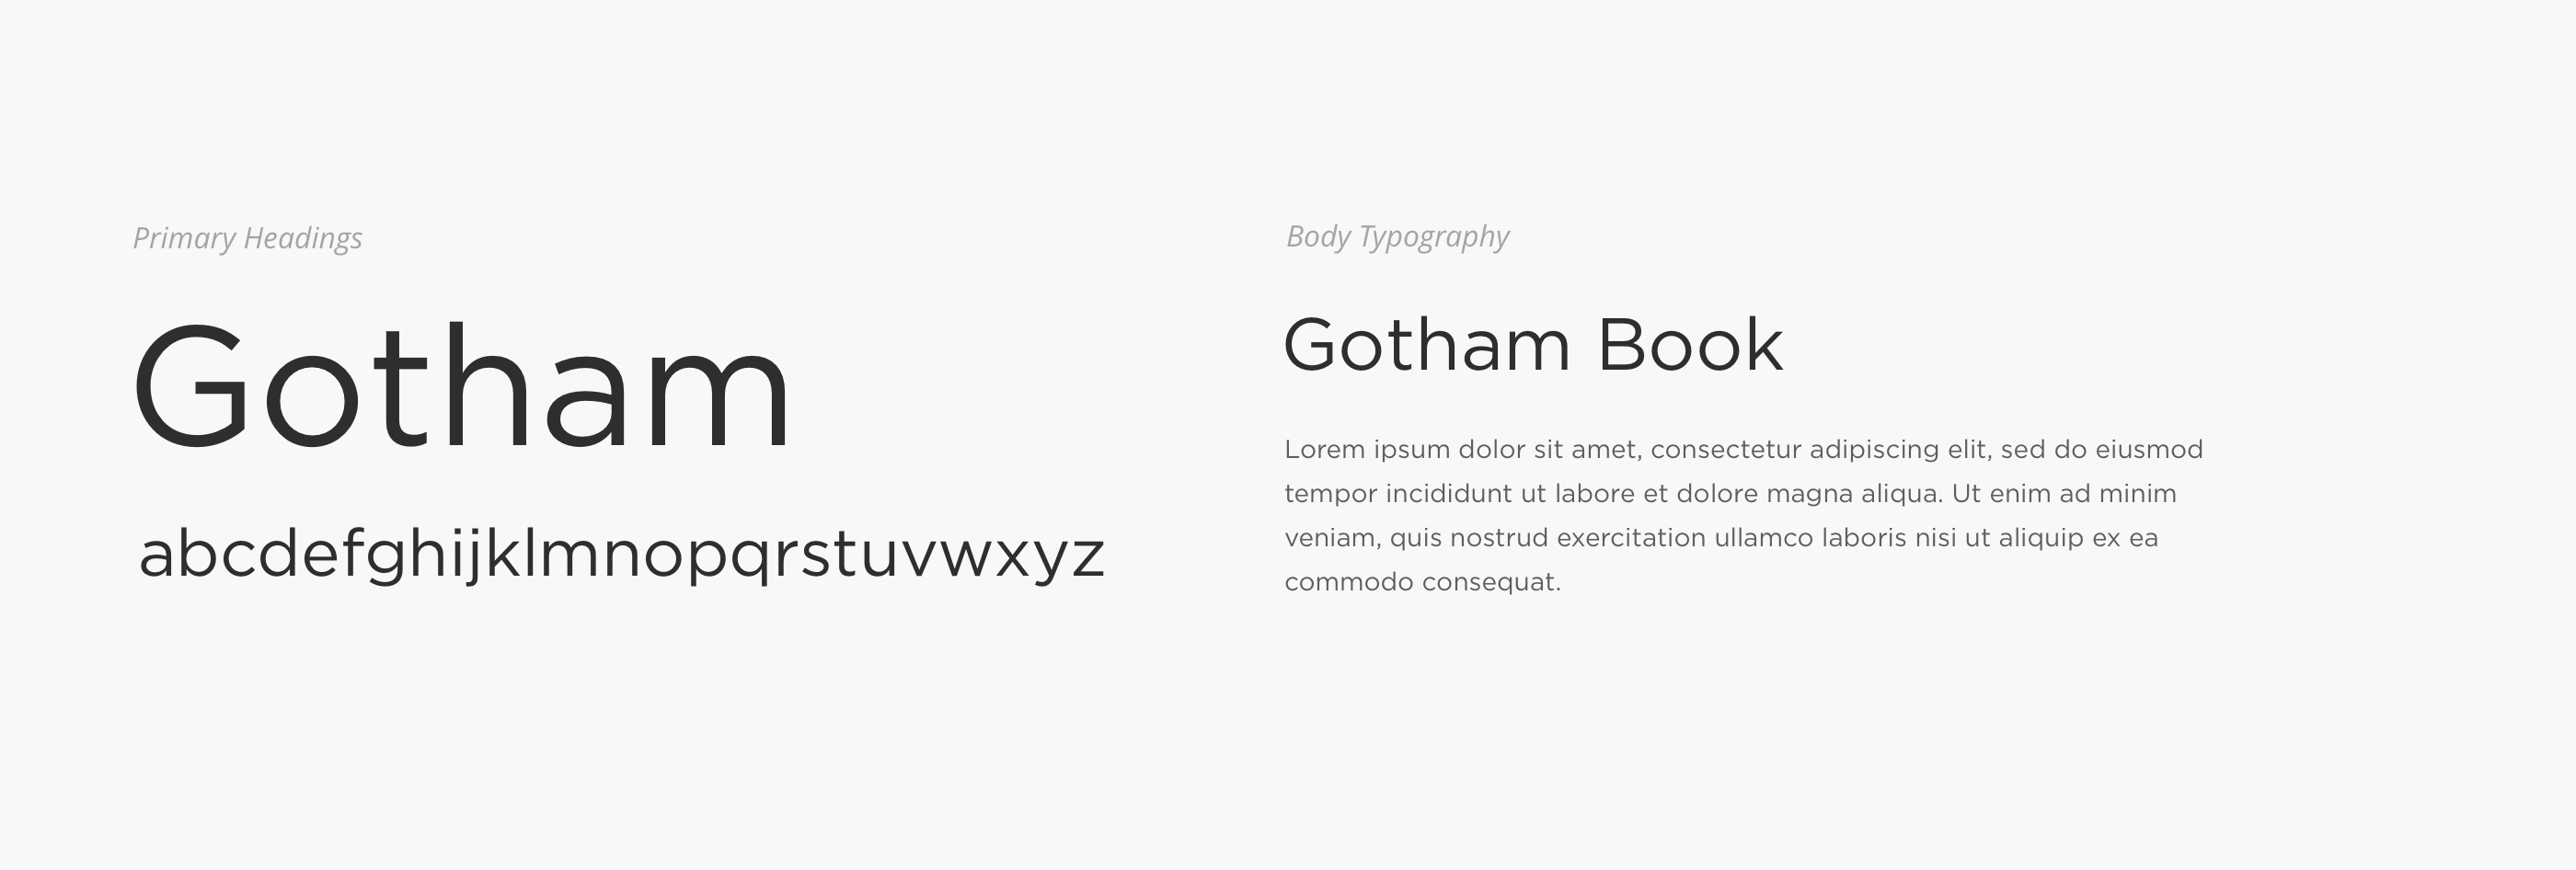 Primary Headings
Gotham
abcdefghijklmnopqrstuvwxyz
Body Typography
Gotham Book
Lorem ipsum dolor sit amet, consectetur adipiscing elit, sed do eiusmod
tempor incididunt ut labore et dolore magna aliqua. Ut enim ad minim
veniam, quis nostrud exercitation ullamco laboris nisi ut aliquip ex ea
commodo consequat.